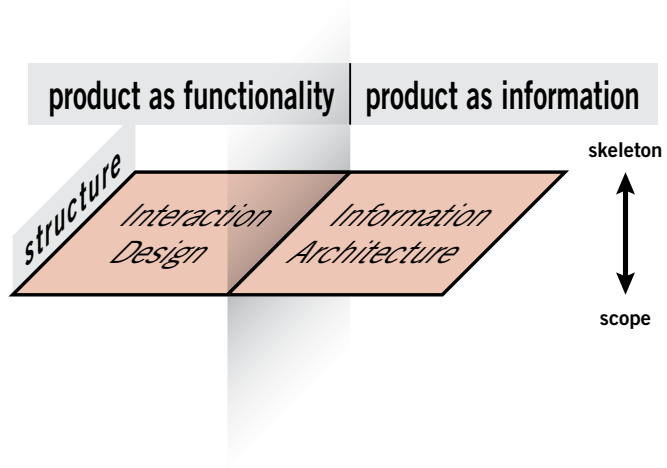 product as functionality
product as information
skeleton
structure
Interaction
Design
Information
Architecture
scope